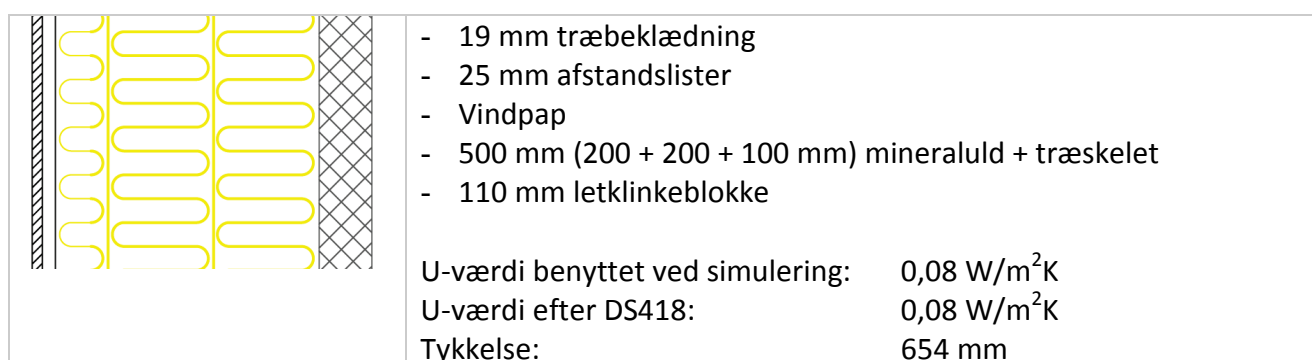 - 19 mm træbeklædning
- 25 mm afstandslister
- Vindpap
- 500 mm (200 + 200 + 100 mm) mineraluld + træskelet
- 110 mm letklinkeblokke
U-værdi benyttet ved simulering: 0,08 W/m²K
U-værdi efter DS418: 0,08 W/m²K
Tykkelse: 654 mm